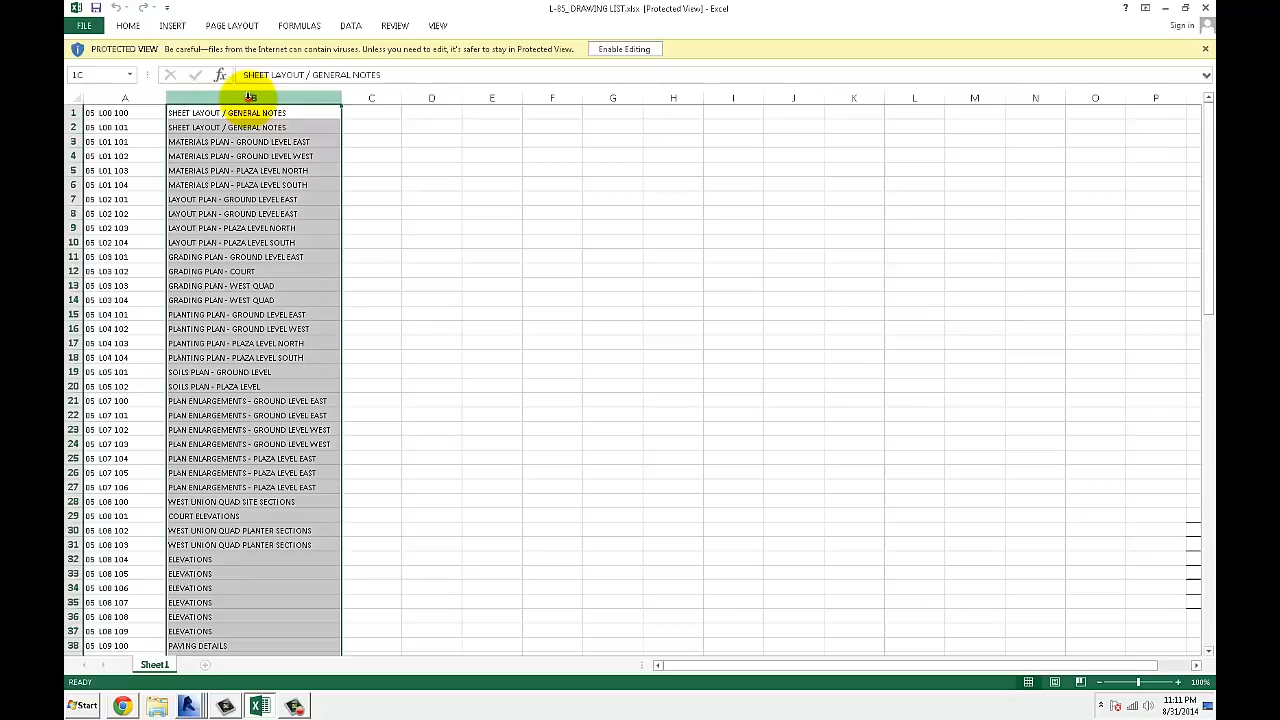 L-85_ DRAWING LIST.xlsx [Protected View] - Excel
Sign in
FILE HOME INSERT PAGE LAYOUT FORMULAS DATA REVIEW VIEW
PROTECTED VIEW Be careful—files from the Internet can contain viruses. Unless you need to edit, it's safer to stay in Protected View. Enable Editing
1C fx SHEET LAYOUT / GENERAL NOTES
A B C D E F G H I J K L M N O P
1 05 L00 100 SHEET LAYOUT / GENERAL NOTES
2 05 L00 101 SHEET LAYOUT / GENERAL NOTES
3 05 L01 101 MATERIALS PLAN - GROUND LEVEL EAST
4 05 L01 102 MATERIALS PLAN - GROUND LEVEL WEST
5 05 L01 103 MATERIALS PLAN - PLAZA LEVEL NORTH
6 05 L01 104 MATERIALS PLAN - PLAZA LEVEL SOUTH
7 05 L02 101 LAYOUT PLAN - GROUND LEVEL EAST
8 05 L02 102 LAYOUT PLAN - GROUND LEVEL EAST
9 05 L02 103 LAYOUT PLAN - PLAZA LEVEL NORTH
10 05 L02 104 LAYOUT PLAN - PLAZA LEVEL SOUTH
11 05 L03 101 GRADING PLAN - GROUND LEVEL EAST
12 05 L03 102 GRADING PLAN - COURT
13 05 L03 103 GRADING PLAN - WEST QUAD
14 05 L03 104 GRADING PLAN - WEST QUAD
15 05 L04 101 PLANTING PLAN - GROUND LEVEL EAST
16 05 L04 102 PLANTING PLAN - GROUND LEVEL WEST
17 05 L04 103 PLANTING PLAN - PLAZA LEVEL NORTH
18 05 L04 104 PLANTING PLAN - PLAZA LEVEL SOUTH
19 05 L05 101 SOILS PLAN - GROUND LEVEL
20 05 L05 102 SOILS PLAN - PLAZA LEVEL
21 05 L07 100 PLAN ENLARGEMENTS - GROUND LEVEL EAST
22 05 L07 101 PLAN ENLARGEMENTS - GROUND LEVEL EAST
23 05 L07 102 PLAN ENLARGEMENTS - GROUND LEVEL WEST
24 05 L07 103 PLAN ENLARGEMENTS - GROUND LEVEL WEST
25 05 L07 104 PLAN ENLARGEMENTS - PLAZA LEVEL EAST
26 05 L07 105 PLAN ENLARGEMENTS - PLAZA LEVEL EAST
27 05 L07 106 PLAN ENLARGEMENTS - PLAZA LEVEL EAST
28 05 L08 100 WEST UNION QUAD SITE SECTIONS
29 05 L08 101 COURT ELEVATIONS
30 05 L08 102 WEST UNION QUAD PLANTER SECTIONS
31 05 L08 103 WEST UNION QUAD PLANTER SECTIONS
32 05 L08 104 ELEVATIONS
33 05 L08 105 ELEVATIONS
34 05 L08 106 ELEVATIONS
35 05 L08 107 ELEVATIONS
36 05 L08 108 ELEVATIONS
37 05 L08 109 ELEVATIONS
38 05 L09 100 PAVING DETAILS
Sheet1
READY 100%
Start 11:11 PM
8/31/2014